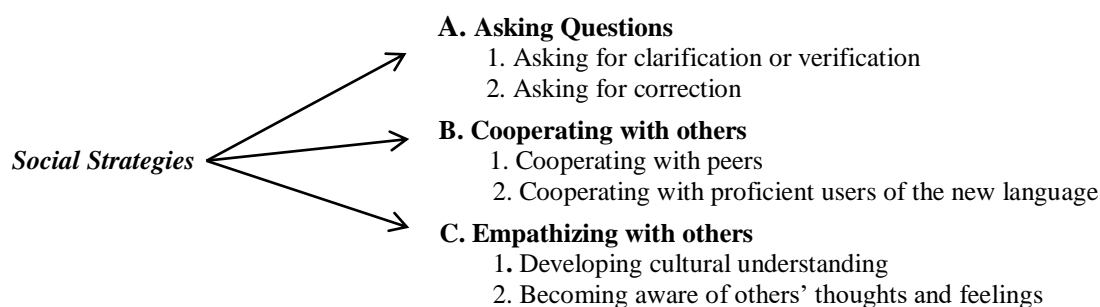 A. Asking Questions
1. Asking for clarification or verification
2. Asking for correction
B. Cooperating with others
1. Cooperating with peers
Social Strategies
2. Cooperating with proficient users of the new language
C. Empathizing with others
1. Developing cultural understanding
2. Becoming aware of others’ thoughts and feelings